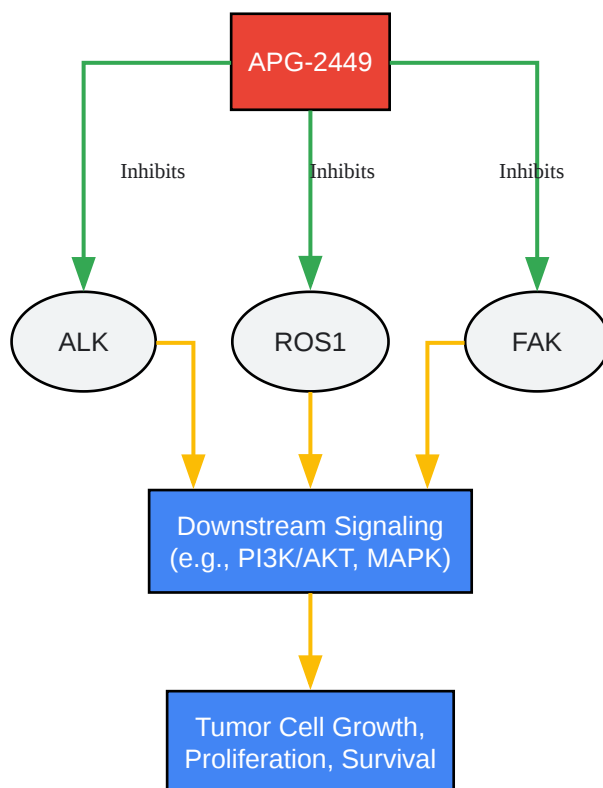 APG-2449
Inhibits
Inhibits
Inhibits
ALK
ROS1
FAK
Downstream Signaling
(e.g., PI3K/AKT, MAPK)
Tumor Cell Growth,
Proliferation, Survival